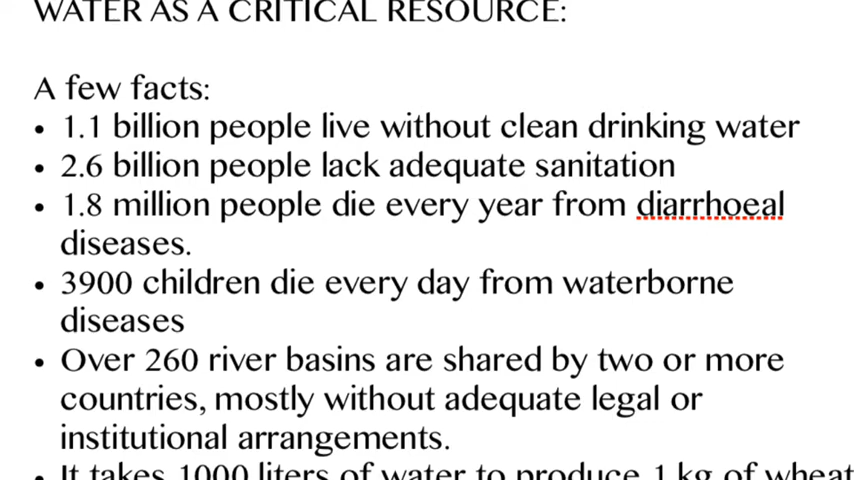 WATER AS A CRITICAL RESOURCE:
A few facts:
• 1.1 billion people live without clean drinking water
• 2.6 billion people lack adequate sanitation
• 1.8 million people die every year from diarrhoeal
diseases.
• 3900 children die every day from waterborne
diseases
• Over 260 river basins are shared by two or more
countries, mostly without adequate legal or
institutional arrangements.
• It takes 1000 liters of water to produce 1 kg of wheat